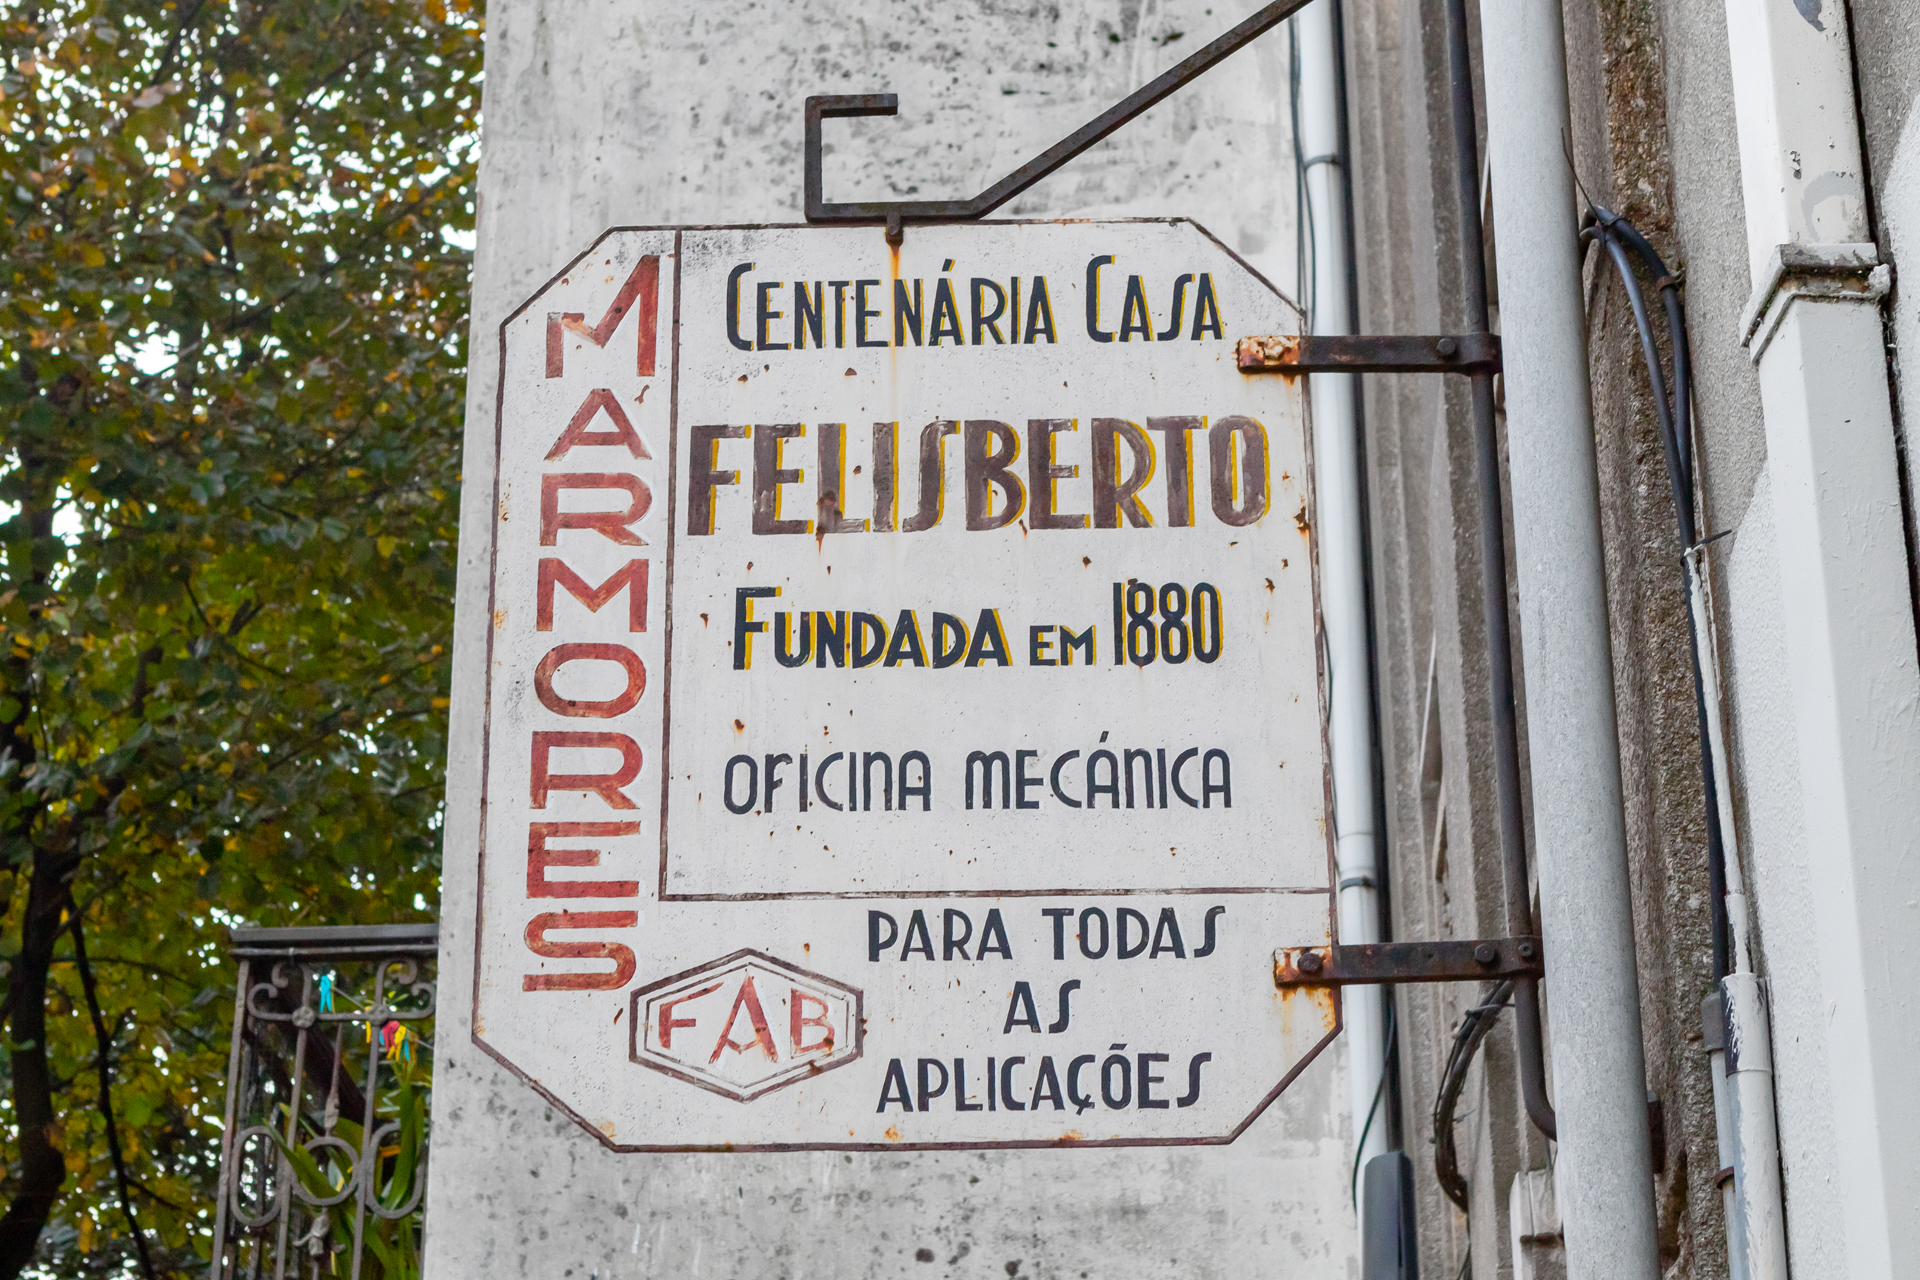 MARMORES
CENTENÁRIA CASA
FELISBERTO
FUNDADA EM 1880
OFICINA MECÁNICA
PARA TODAS
AS
APLICAÇÕES
FAB